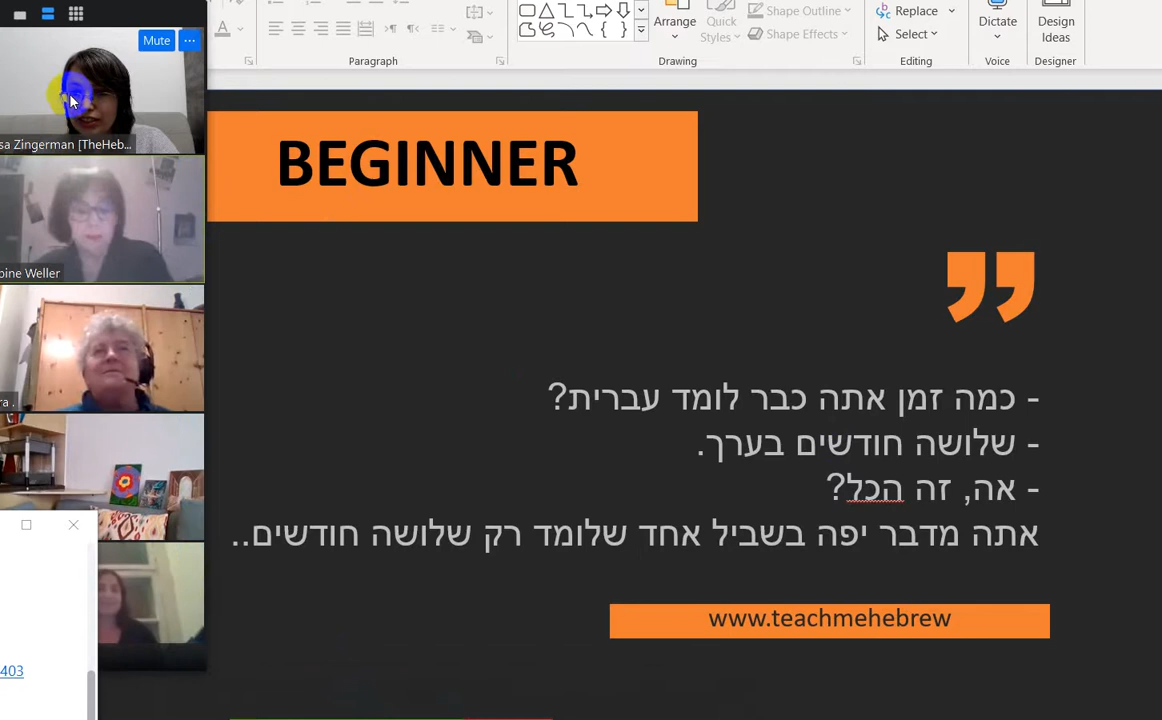 Replace
Arrange
Quick
Styles
Shape Outline
Shape Effects
Select
Dictate
Design
Ideas
Paragraph
Drawing
Editing
Voice
Designer
Mute
sa Zingerman [TheHeb...
bine Weller
ra .
403
BEGINNER
- כמה זמן אתה כבר לומד עברית?
- שלושה חודשים בערך.
- אה, זה הכל?
אתה מדבר יפה בשביל אחד שלומד רק שלושה חודשים..
www.teachmehebrew